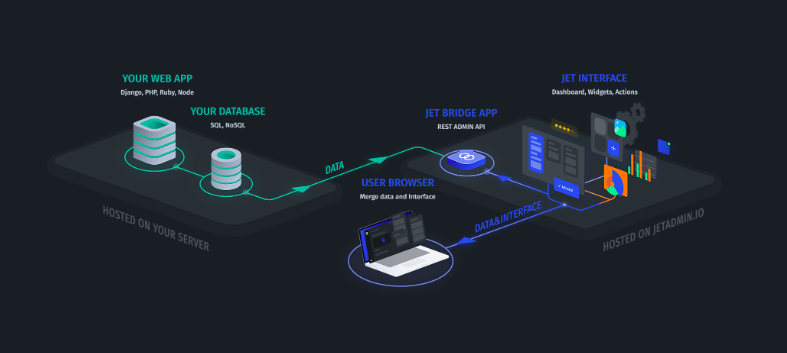 YOUR WEB APP
Django, PHP, Ruby, Node
YOUR DATABASE
SQL, NoSQL
JET INTERFACE
Dashboard, Widgets, Actions
JET BRIDGE APP
REST ADMIN API
DATA
USER BROWSER
Merge data and Interface
DATA&INTERFACE
HOSTED ON YOUR SERVER
HOSTED ON JETADMIN.IO